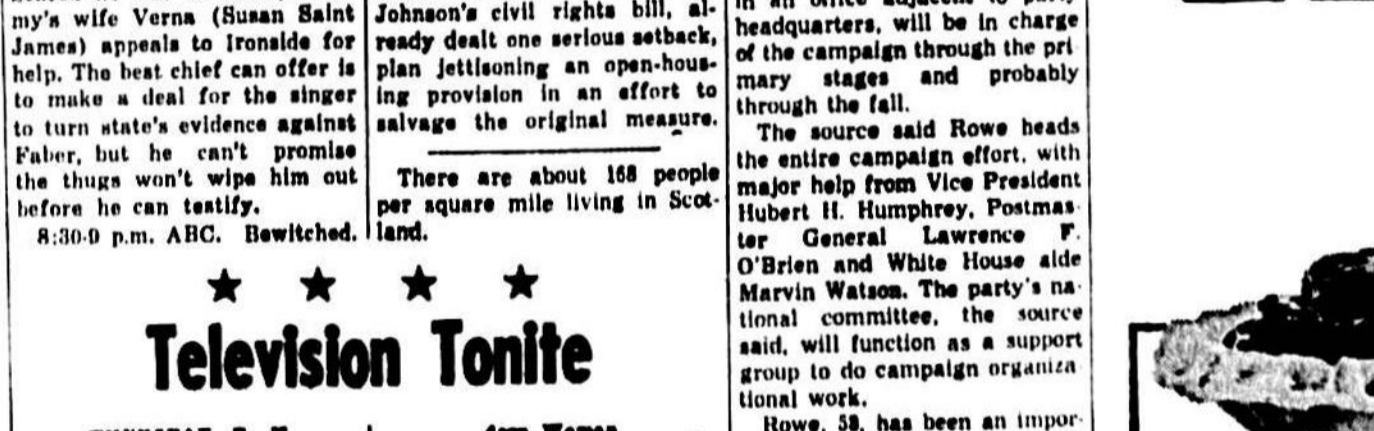 my's wife Verna (Susan Saint
James) appeals to Ironside for
help. The best chief can offer is
to make a deal for the singer
to turn state's evidence against
Faber, but he can't promise
the thugs won't wipe him out
before he can testify.
8:30-9 p.m. ABC. Bewitched.
Johnson's civil rights bill, al-
ready dealt one serious setback,
plan jettisoning an open-hous-
ing provision in an effort to
salvage the original measure.
There are about 168 people
per square mile living in Scot-
land.
Television Tonite
in an office adjacent to party
headquarters, will be in charge
of the campaign through the pri
mary stages and probably
through the fall.
The source said Rowe heads
the entire campaign effort, with
major help from Vice President
Hubert H. Humphrey, Postmas-
ter General Lawrence F.
O'Brien and White House aide
Marvin Watson. The party's na-
tional committee, the source
said, will function as a support
group to do campaign organiza
tional work.
Rowe, 58, has been an impor-